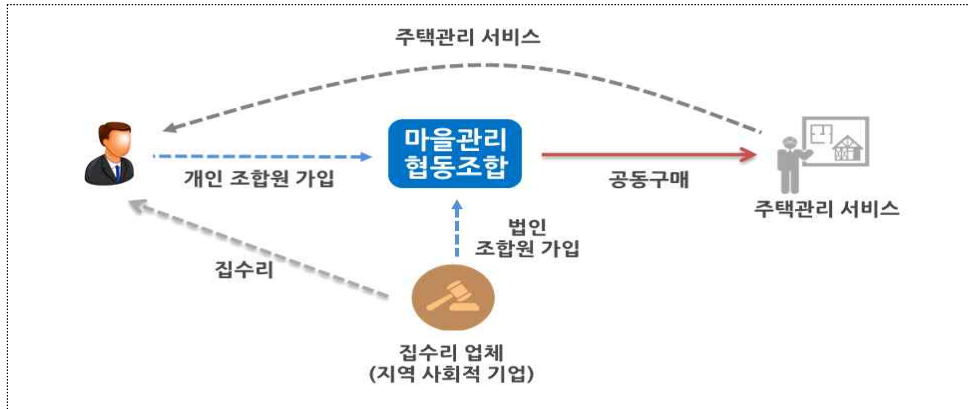 주택관리 서비스
마을관리
협동조합
개인 조합원 가입
공동구매
주택관리 서비스
법인
조합원 가입
집수리
집수리 업체
(지역 사회적 기업)